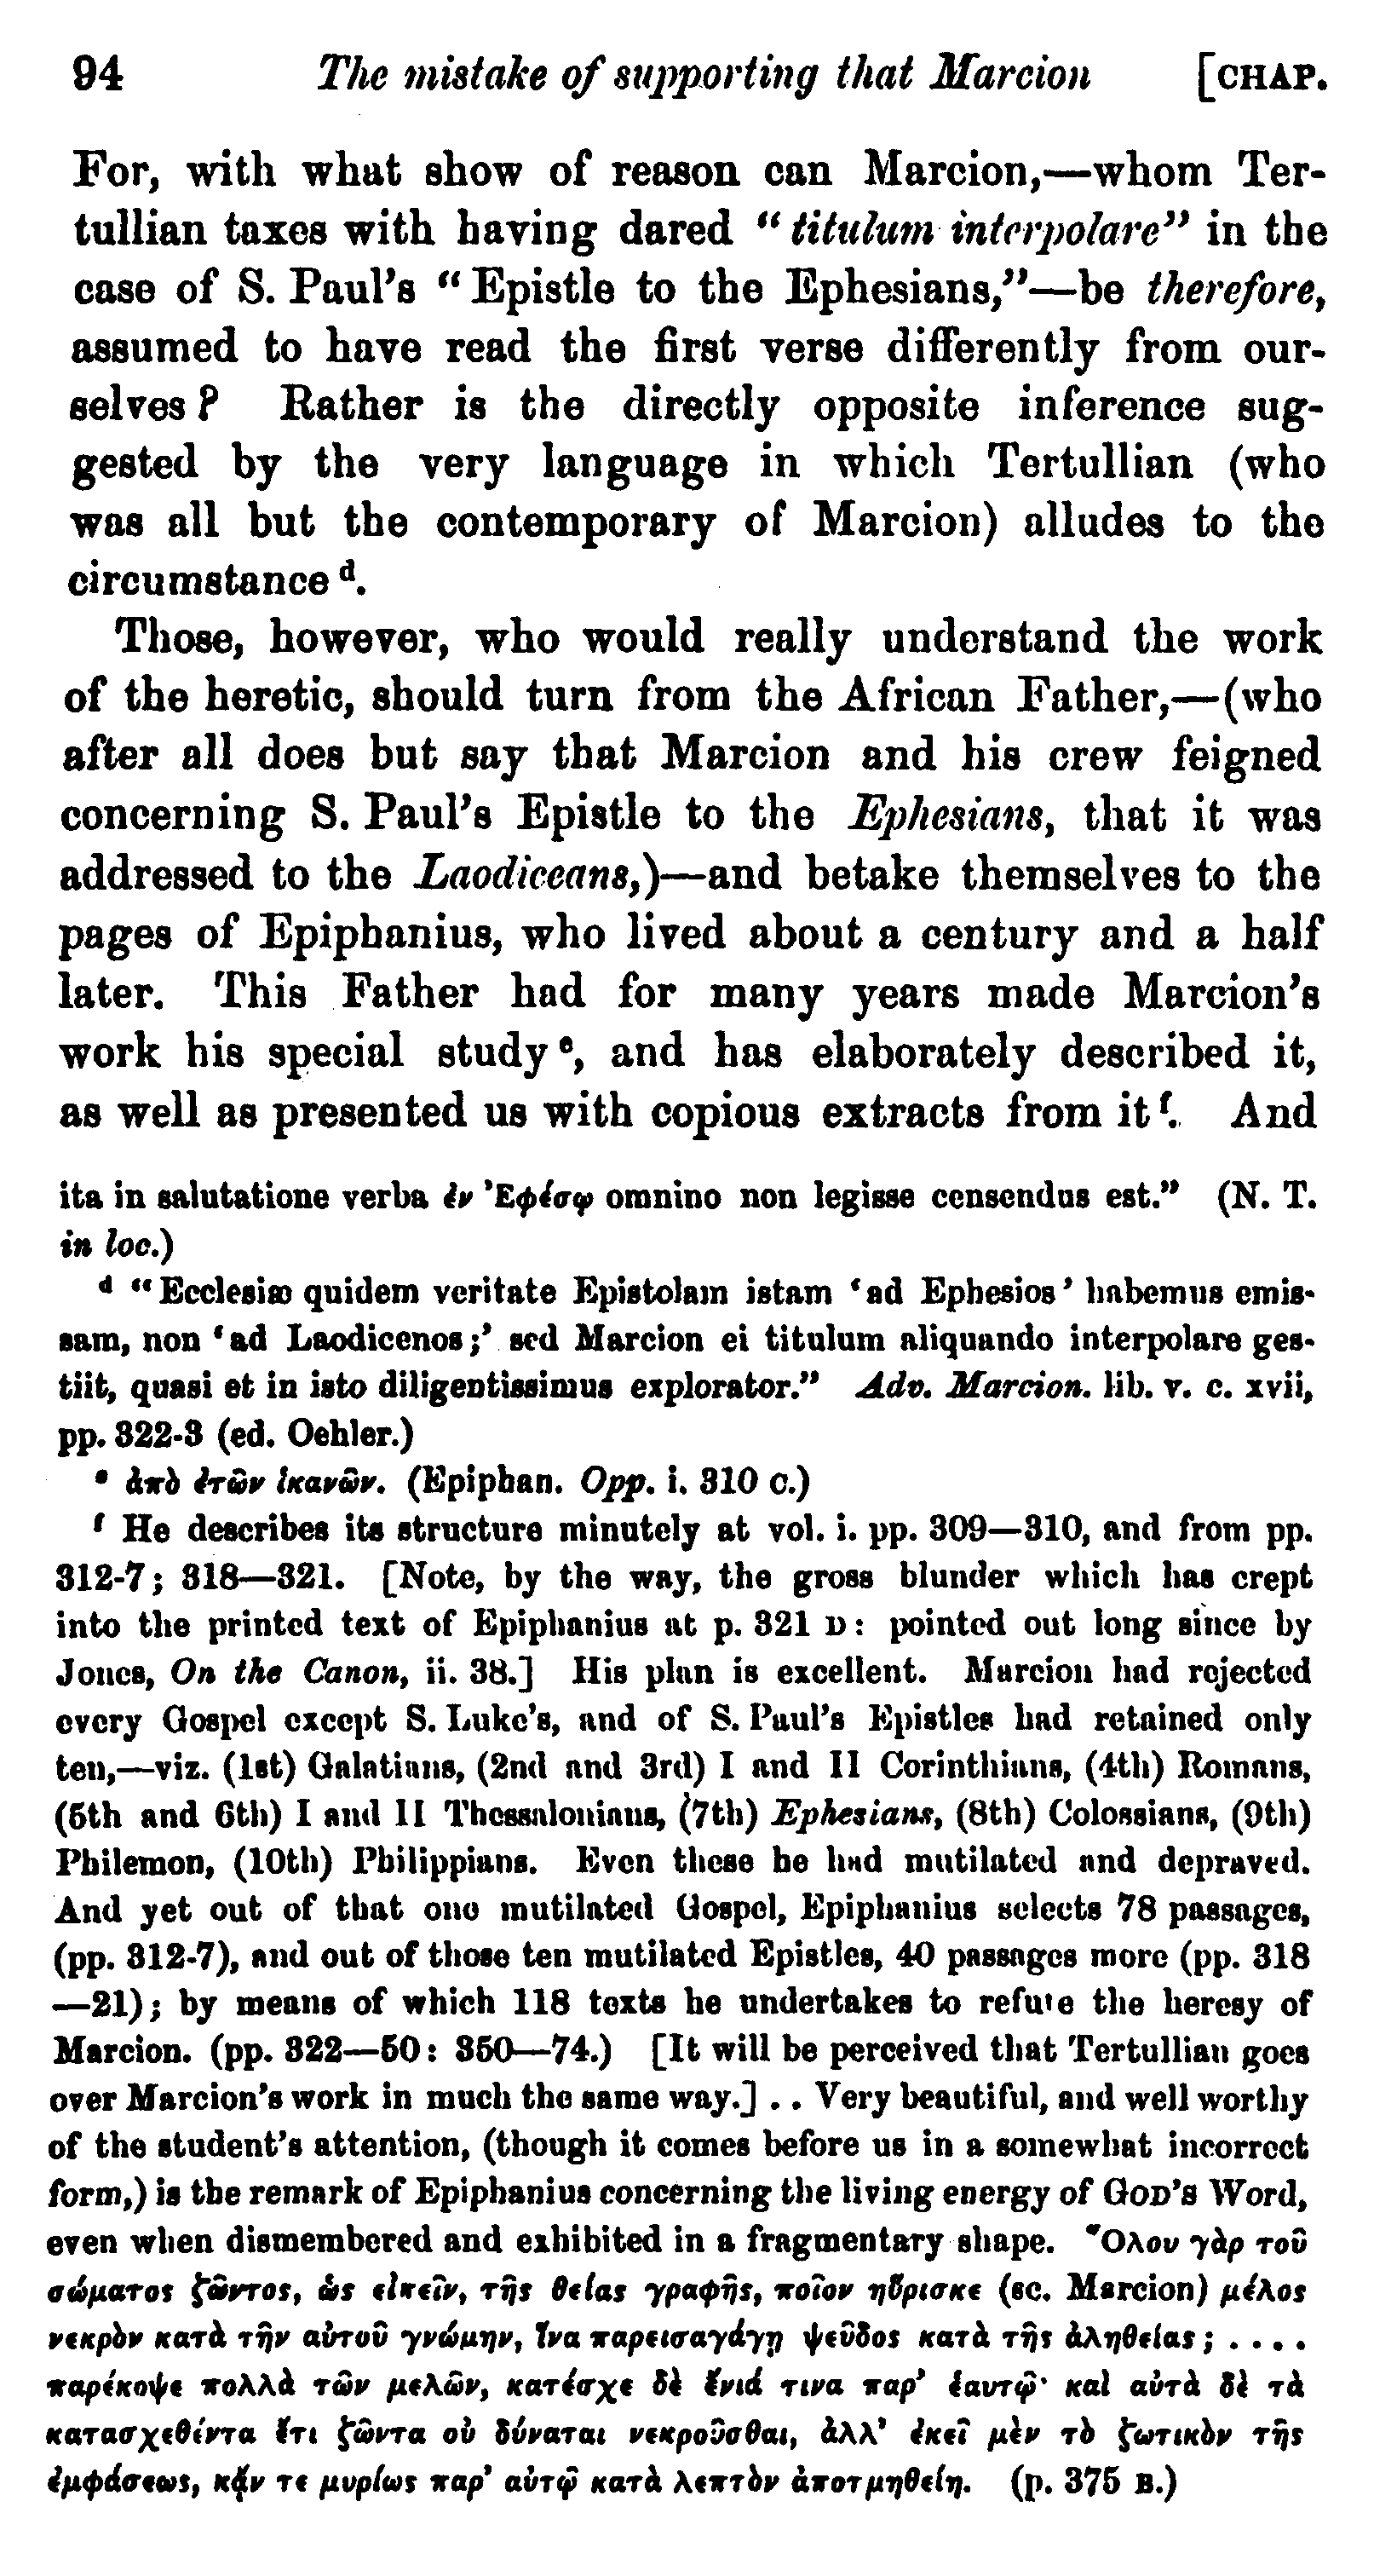 94 The mistake of supporting that Marcion [CHAP.
For, with what show of reason can Marcion,—whom Ter-
tullian taxes with having dared “titulum interpolare” in the
case of S. Paul’s “Epistle to the Ephesians,”—be therefore,
assumed to have read the first verse differently from our-
selves? Rather is the directly opposite inference sug-
gested by the very language in which Tertullian (who
was all but the contemporary of Marcion) alludes to the
circumstance d.
Those, however, who would really understand the work
of the heretic, should turn from the African Father,—(who
after all does but say that Marcion and his crew feigned
concerning S. Paul’s Epistle to the Ephesians, that it was
addressed to the Laodiceans,)—and betake themselves to the
pages of Epiphanius, who lived about a century and a half
later. This Father had for many years made Marcion’s
work his special study e, and has elaborately described it,
as well as presented us with copious extracts from it f. And
ita in salutatione verba ἐν Ἐφέσῳ omnino non legisse censendus est.” (N. T.
in loc.)
d “Ecclesiæ quidem veritate Epistolam istam ‘ad Ephesios’ habemus emis-
sam, non ‘ad Laodicenos;’ sed Marcion ei titulum aliquando interpolare ges-
tiit, quasi et in isto diligentissimus explorator.” Adv. Marcion. lib. v. c. xvii,
pp. 322-3 (ed. Oehler.)
e ἀπὸ ἐτῶν ἱκανῶν. (Epiphan. Opp. i. 310 C.)
f He describes its structure minutely at vol. i. pp. 309—310, and from pp.
312-7; 318—321. [Note, by the way, the gross blunder which has crept
into the printed text of Epiphanius at p. 321 D: pointed out long since by
Jones, On the Canon, ii. 38.] His plan is excellent. Marcion had rejected
every Gospel except S. Luke’s, and of S. Paul’s Epistles had retained only
ten,—viz. (1st) Galatians, (2nd and 3rd) I and II Corinthians, (4th) Romans,
(5th and 6th) I and II Thessalonians, (7th) Ephesians, (8th) Colossians, (9th)
Philemon, (10th) Philippians. Even these he had mutilated and depraved.
And yet out of that one mutilated Gospel, Epiphanius selects 78 passages,
(pp. 312-7), and out of those ten mutilated Epistles, 40 passages more (pp. 318
—21); by means of which 118 texts he undertakes to refute the heresy of
Marcion. (pp. 322—50: 350—74.) [It will be perceived that Tertullian goes
over Marcion’s work in much the same way.] . . Very beautiful, and well worthy
of the student’s attention, (though it comes before us in a somewhat incorrect
form,) is the remark of Epiphanius concerning the living energy of GOD’s Word,
even when dismembered and exhibited in a fragmentary shape. Ὅλου γὰρ τοῦ
σώματος ζῶντος, ὡς εἰπεῖν, τῆς θείας γραφῆς, ποῖον ηὕρισκε (sc. Marcion) μέλος
νεκρὸν κατὰ τὴν αὐτοῦ γνώμην, ἵνα παρεισαγάγῃ ψεῦδος κατὰ τῆς ἀληθείας; . . . .
παρέκοψε πολλὰ τῶν μελῶν, κατέσχε δὲ ἔνιά τινα παρ’ ἑαυτῷ· καὶ αὐτὰ δὲ τὰ
κατασχεθέντα ἔτι ζῶντα οὐ δύναται νεκροῦσθαι, ἀλλ’ ἐκεῖ μὲν τὸ ζωτικὸν τῆς
ἐμφάσεως, κἄν τε μυρίως παρ’ αὐτῷ κατὰ λεπτὸν ἀποτμηθείη. (p. 375 B.)